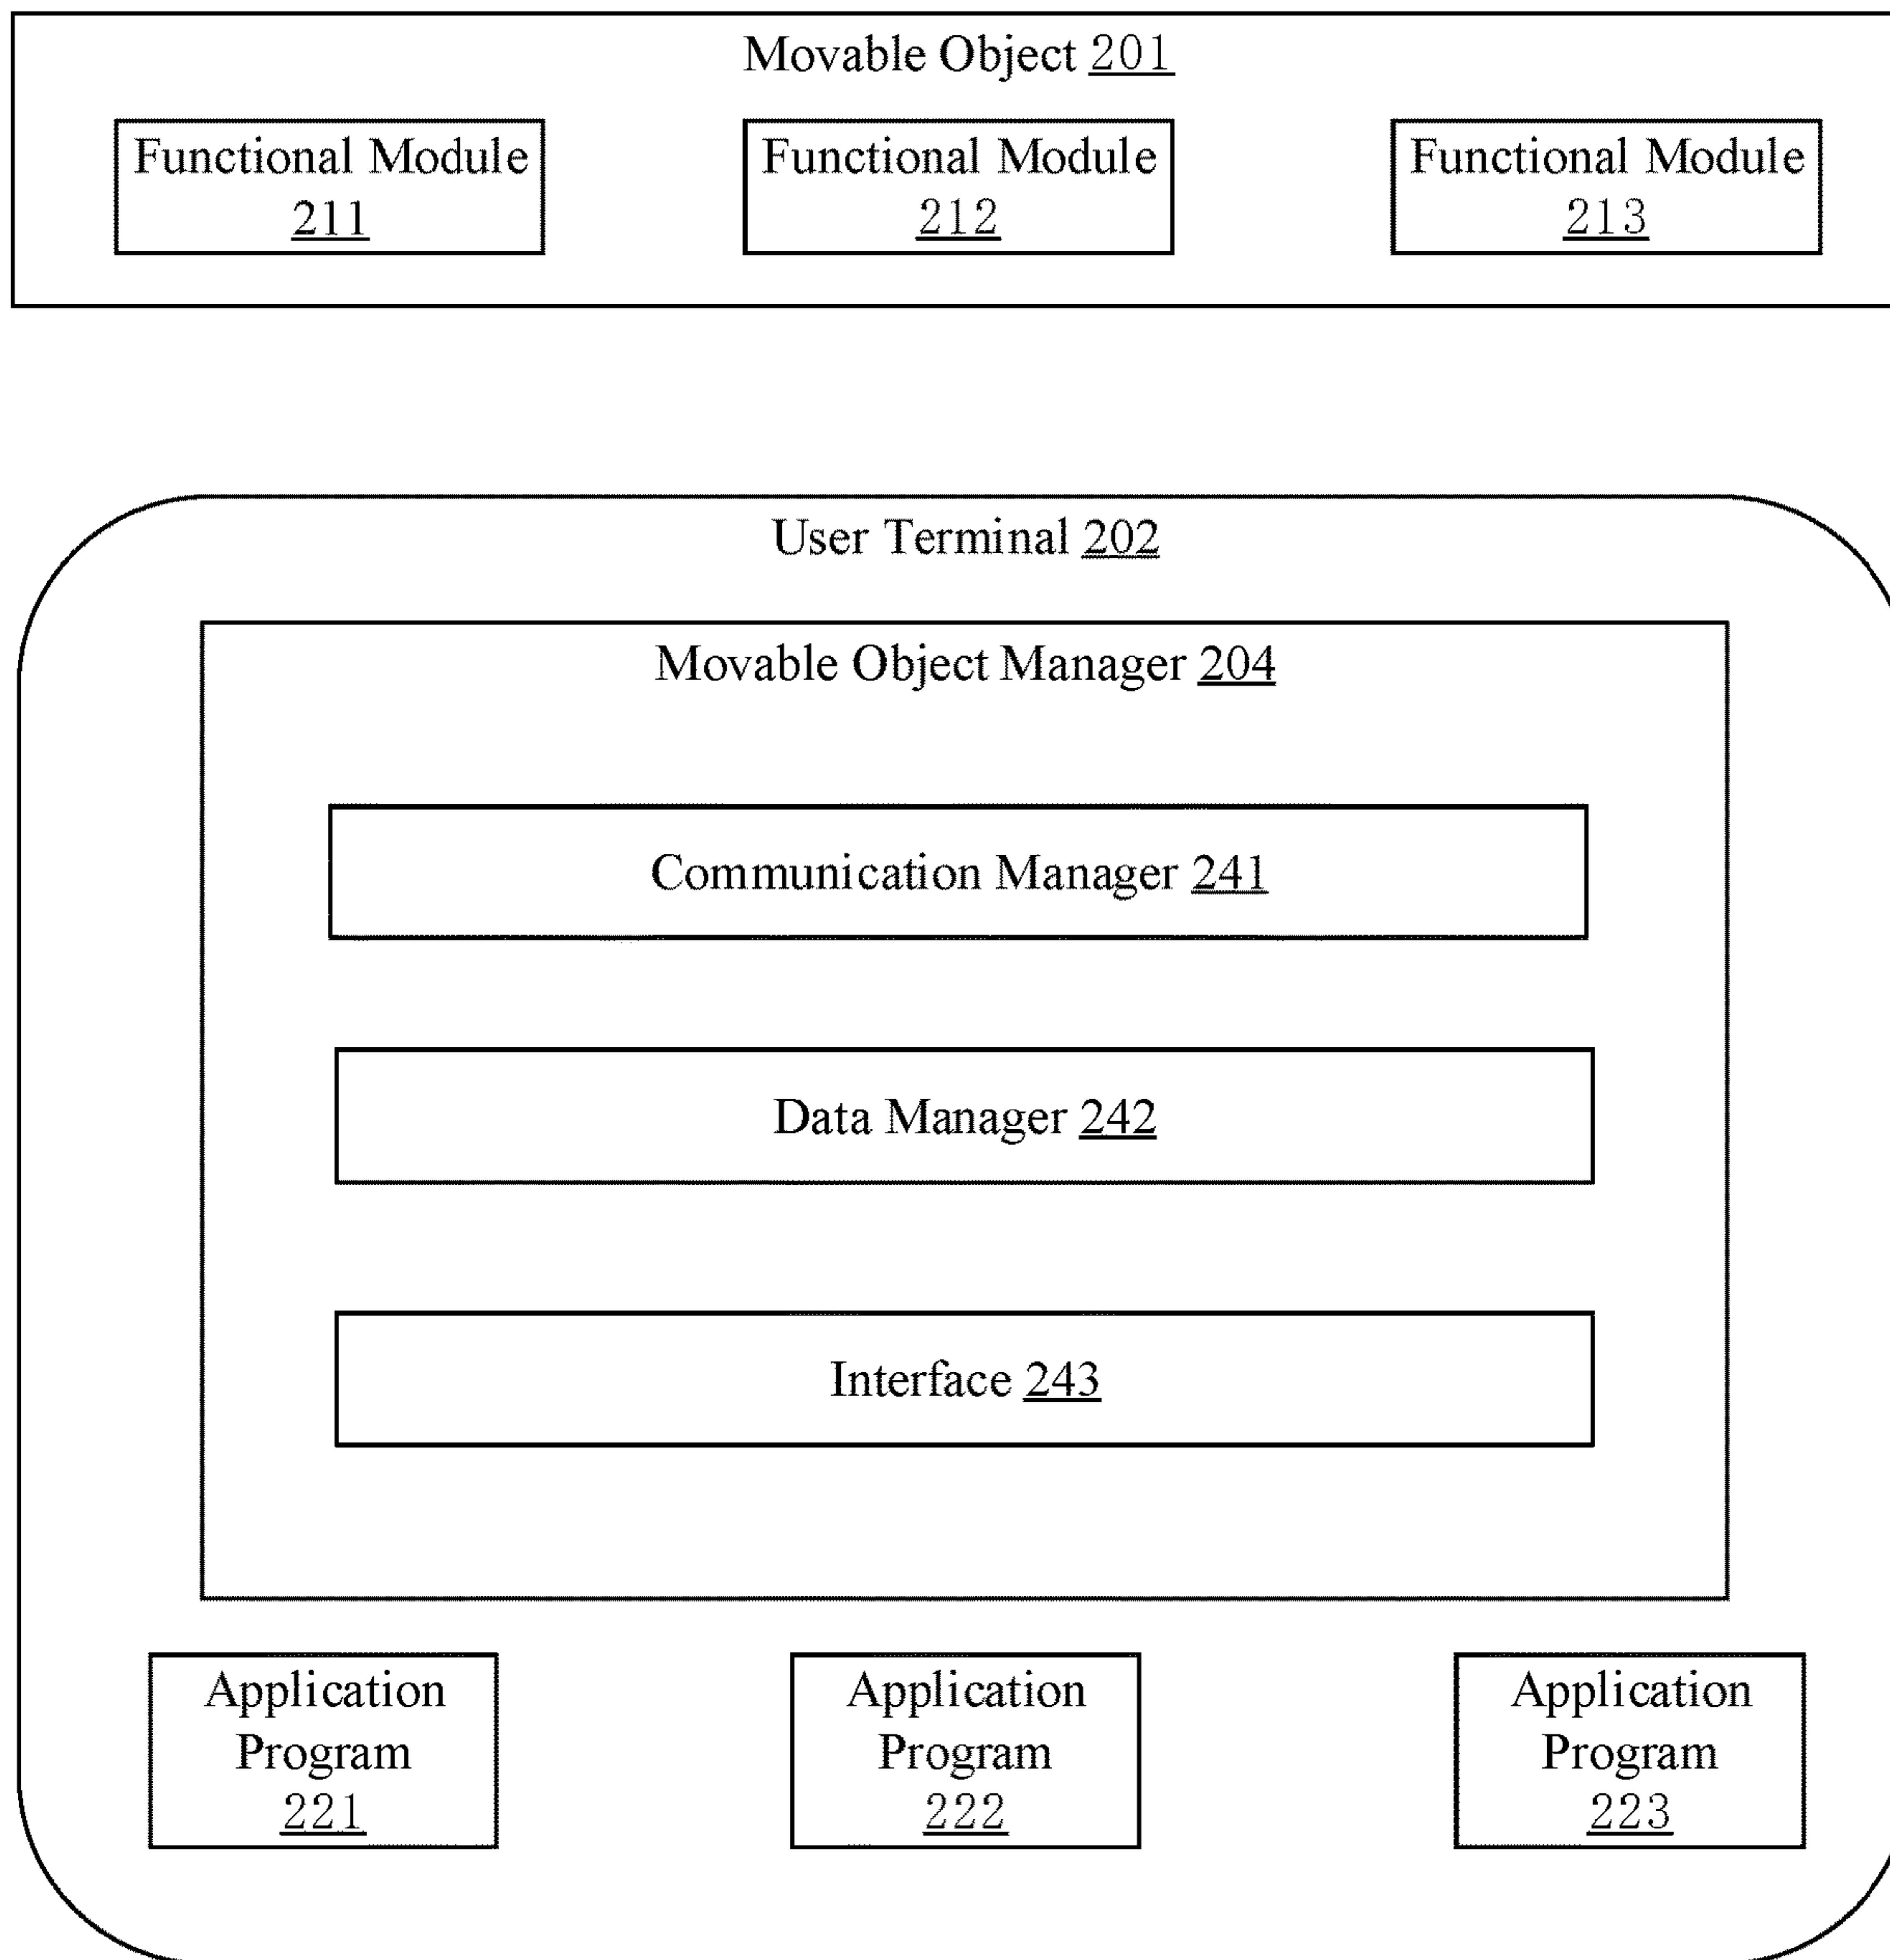 Movable Object 201
Functional Module
211
Functional Module
212
Functional Module
213
User Terminal 202
Movable Object Manager 204
Communication Manager 241
Data Manager 242
Interface 243
Application
Program
221
Application
Program
222
Application
Program
223